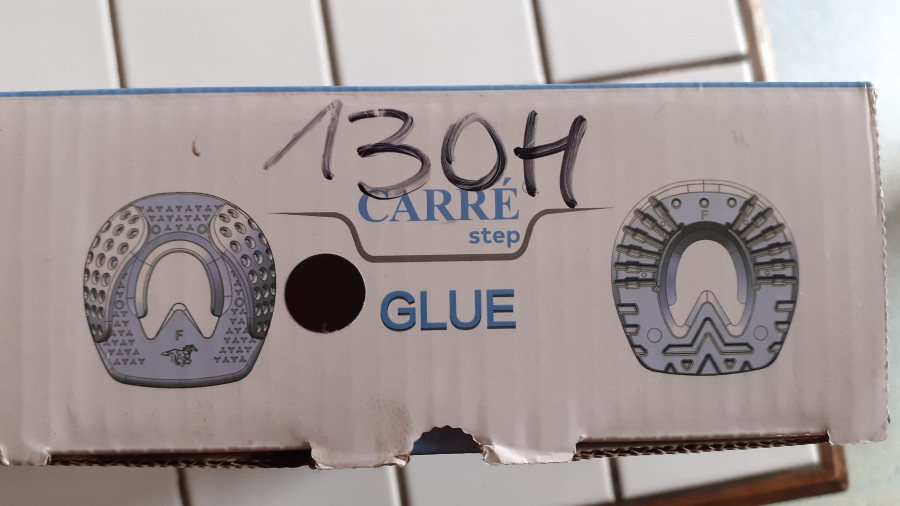 130H
CARRÉ
step
GLUE
F
F